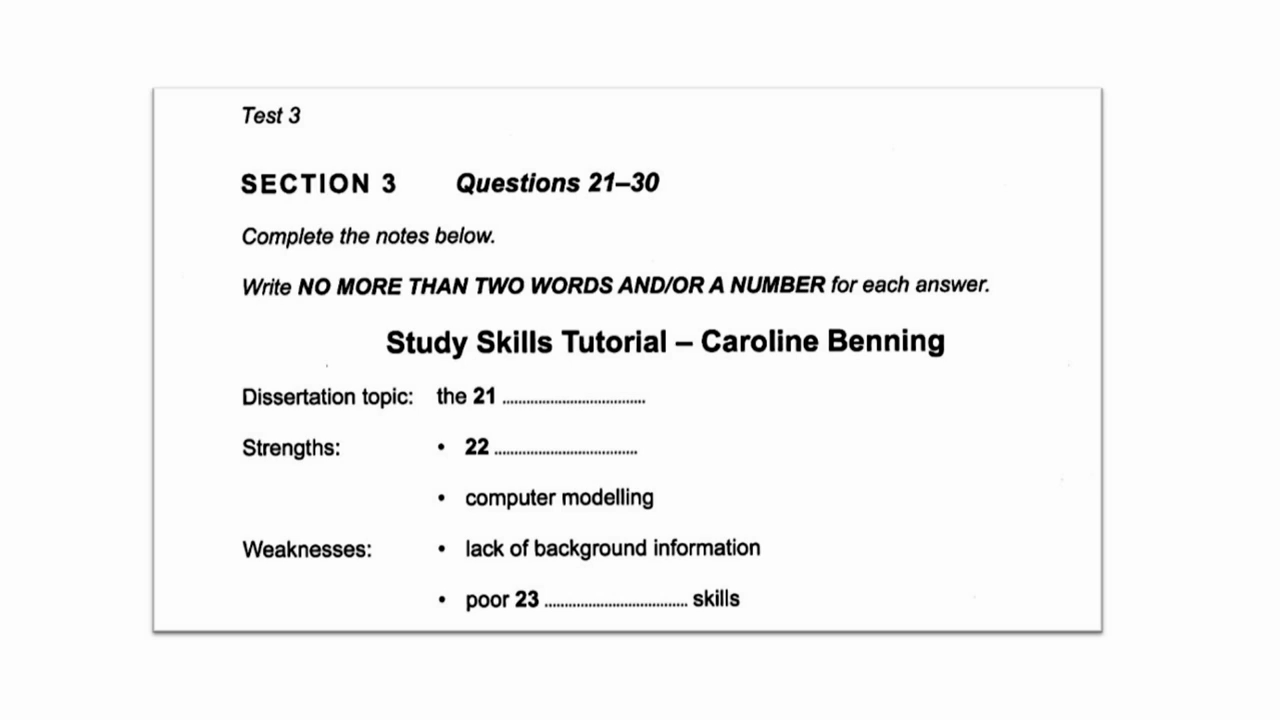 Test 3
SECTION 3 Questions 21–30
Complete the notes below.
Write NO MORE THAN TWO WORDS AND/OR A NUMBER for each answer.
Study Skills Tutorial – Caroline Benning
Dissertation topic: the 21 ....................................
Strengths: • 22 ....................................
• computer modelling
Weaknesses: • lack of background information
• poor 23 .................................... skills